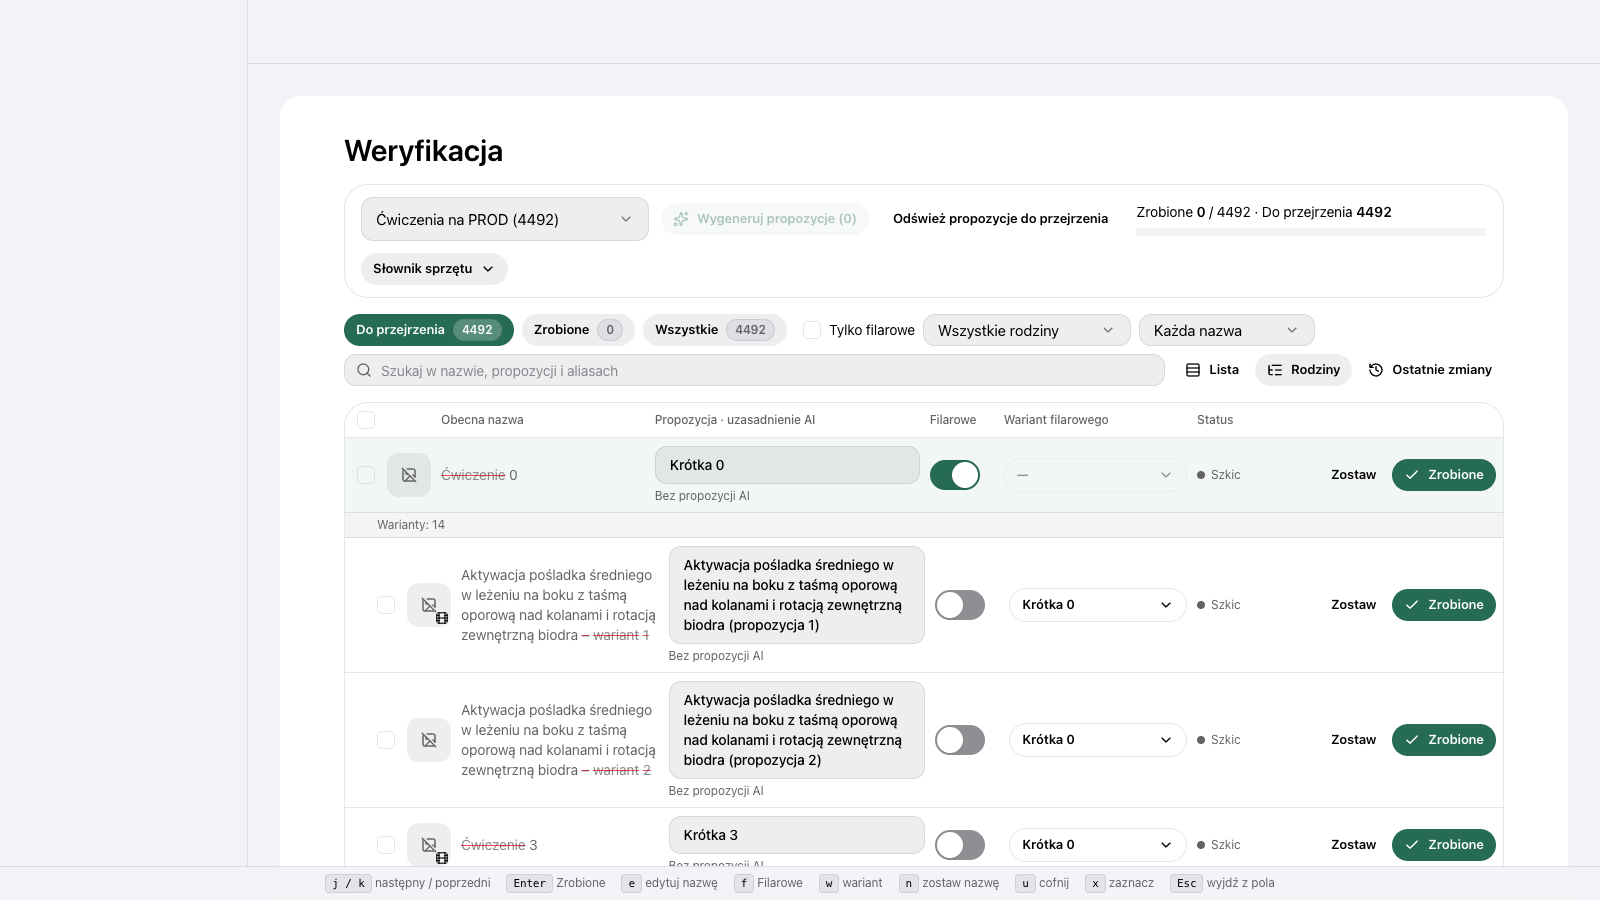 Weryfikacja
Ćwiczenia na PROD (4492)
Wygeneruj propozycje (0)
Odśwież propozycje do przejrzenia
Zrobione 0 / 4492 · Do przejrzenia 4492
Słownik sprzętu
Do przejrzenia 4492
Zrobione 0
Wszystkie 4492
Tylko filarowe
Wszystkie rodziny
Każda nazwa
Szukaj w nazwie, propozycji i aliasach
Lista
Rodziny
Ostatnie zmiany
Obecna nazwa
Propozycja · uzasadnienie AI
Filarowe
Wariant filarowego
Status
Ćwiczenie 0
Krótka 0
Bez propozycji AI
—
Szkic
Zostaw
Zrobione
Warianty: 14
Aktywacja pośladka średniego
w leżeniu na boku z taśmą
oporową nad kolanami i rotacją
zewnętrzną biodra – wariant 1
Aktywacja pośladka średniego w
leżeniu na boku z taśmą oporową
nad kolanami i rotacją zewnętrzną
biodra (propozycja 1)
Bez propozycji AI
Krótka 0
Szkic
Zostaw
Zrobione
Aktywacja pośladka średniego
w leżeniu na boku z taśmą
oporową nad kolanami i rotacją
zewnętrzną biodra – wariant 2
Aktywacja pośladka średniego w
leżeniu na boku z taśmą oporową
nad kolanami i rotacją zewnętrzną
biodra (propozycja 2)
Bez propozycji AI
Krótka 0
Szkic
Zostaw
Zrobione
Ćwiczenie 3
Krótka 3
Bez propozycji AI
Krótka 0
Szkic
Zostaw
Zrobione
j / k następny / poprzedni
Enter Zrobione
e edytuj nazwę
f Filarowe
w wariant
n zostaw nazwę
u cofnij
x zaznacz
Esc wyjdź z pola